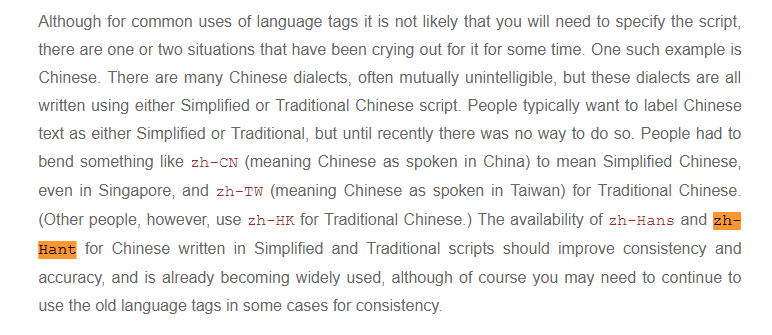 Although for common uses of language tags it is not likely that you will need to specify the script,
there are one or two situations that have been crying out for it for some time. One such example is
Chinese. There are many Chinese dialects, often mutually unintelligible, but these dialects are all
written using either Simplified or Traditional Chinese script. People typically want to label Chinese
text as either Simplified or Traditional, but until recently there was no way to do so. People had to
bend something like zh-CN (meaning Chinese as spoken in China) to mean Simplified Chinese,
even in Singapore, and zh-TW (meaning Chinese as spoken in Taiwan) for Traditional Chinese.
(Other people, however, use zh-HK for Traditional Chinese.) The availability of zh-Hans and zh-
Hant for Chinese written in Simplified and Traditional scripts should improve consistency and
accuracy, and is already becoming widely used, although of course you may need to continue to
use the old language tags in some cases for consistency.